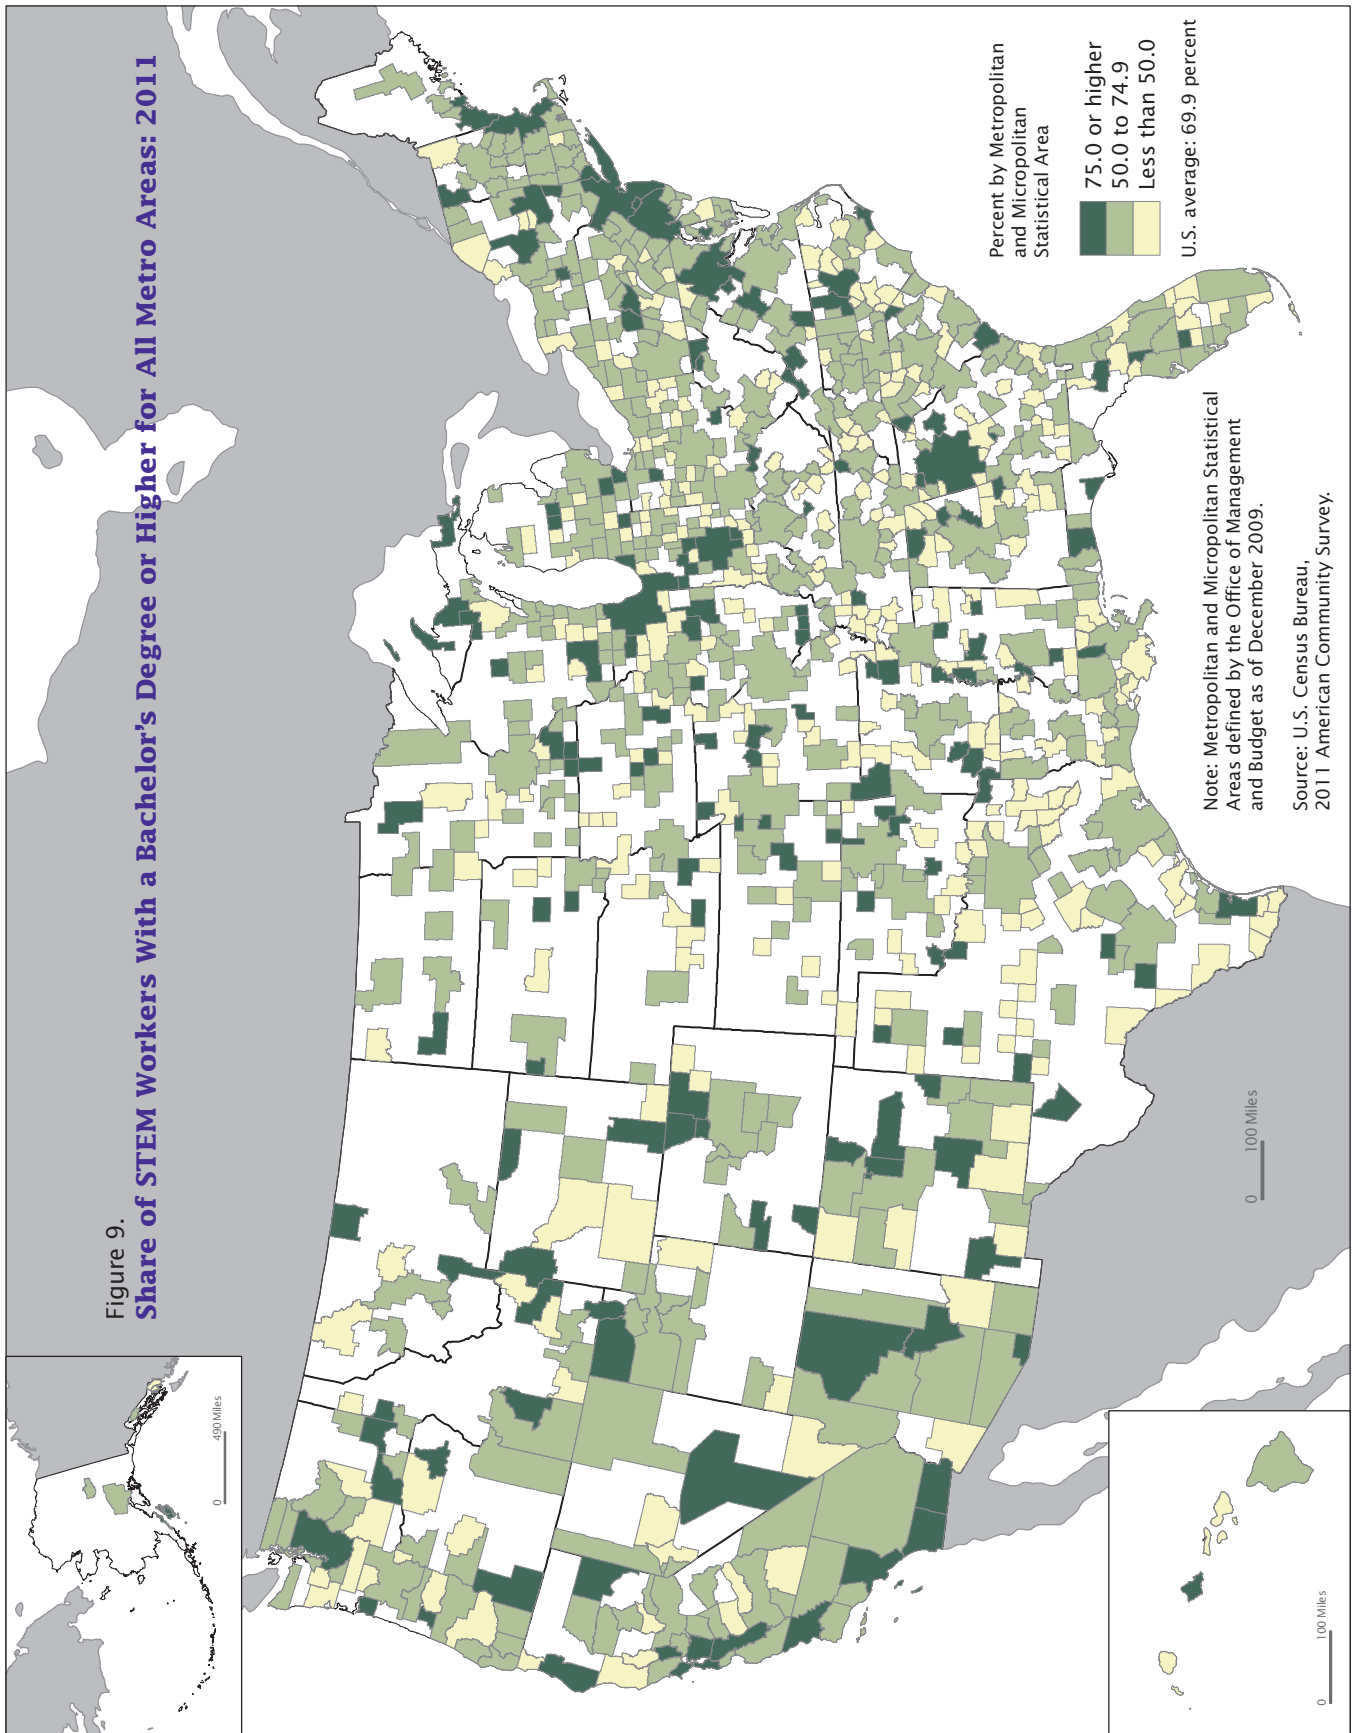 Figure 9.
Share of STEM Workers With a Bachelor's Degree or Higher for All Metro Areas: 2011
0 490 Miles
Percent by Metropolitan
and Micropolitan
Statistical Area
75.0 or higher
50.0 to 74.9
Less than 50.0
U.S. average: 69.9 percent
0 100 Miles
0 100 Miles
Note: Metropolitan and Micropolitan Statistical
Areas defined by the Office of Management
and Budget as of December 2009.
Source: U.S. Census Bureau,
2011 American Community Survey.